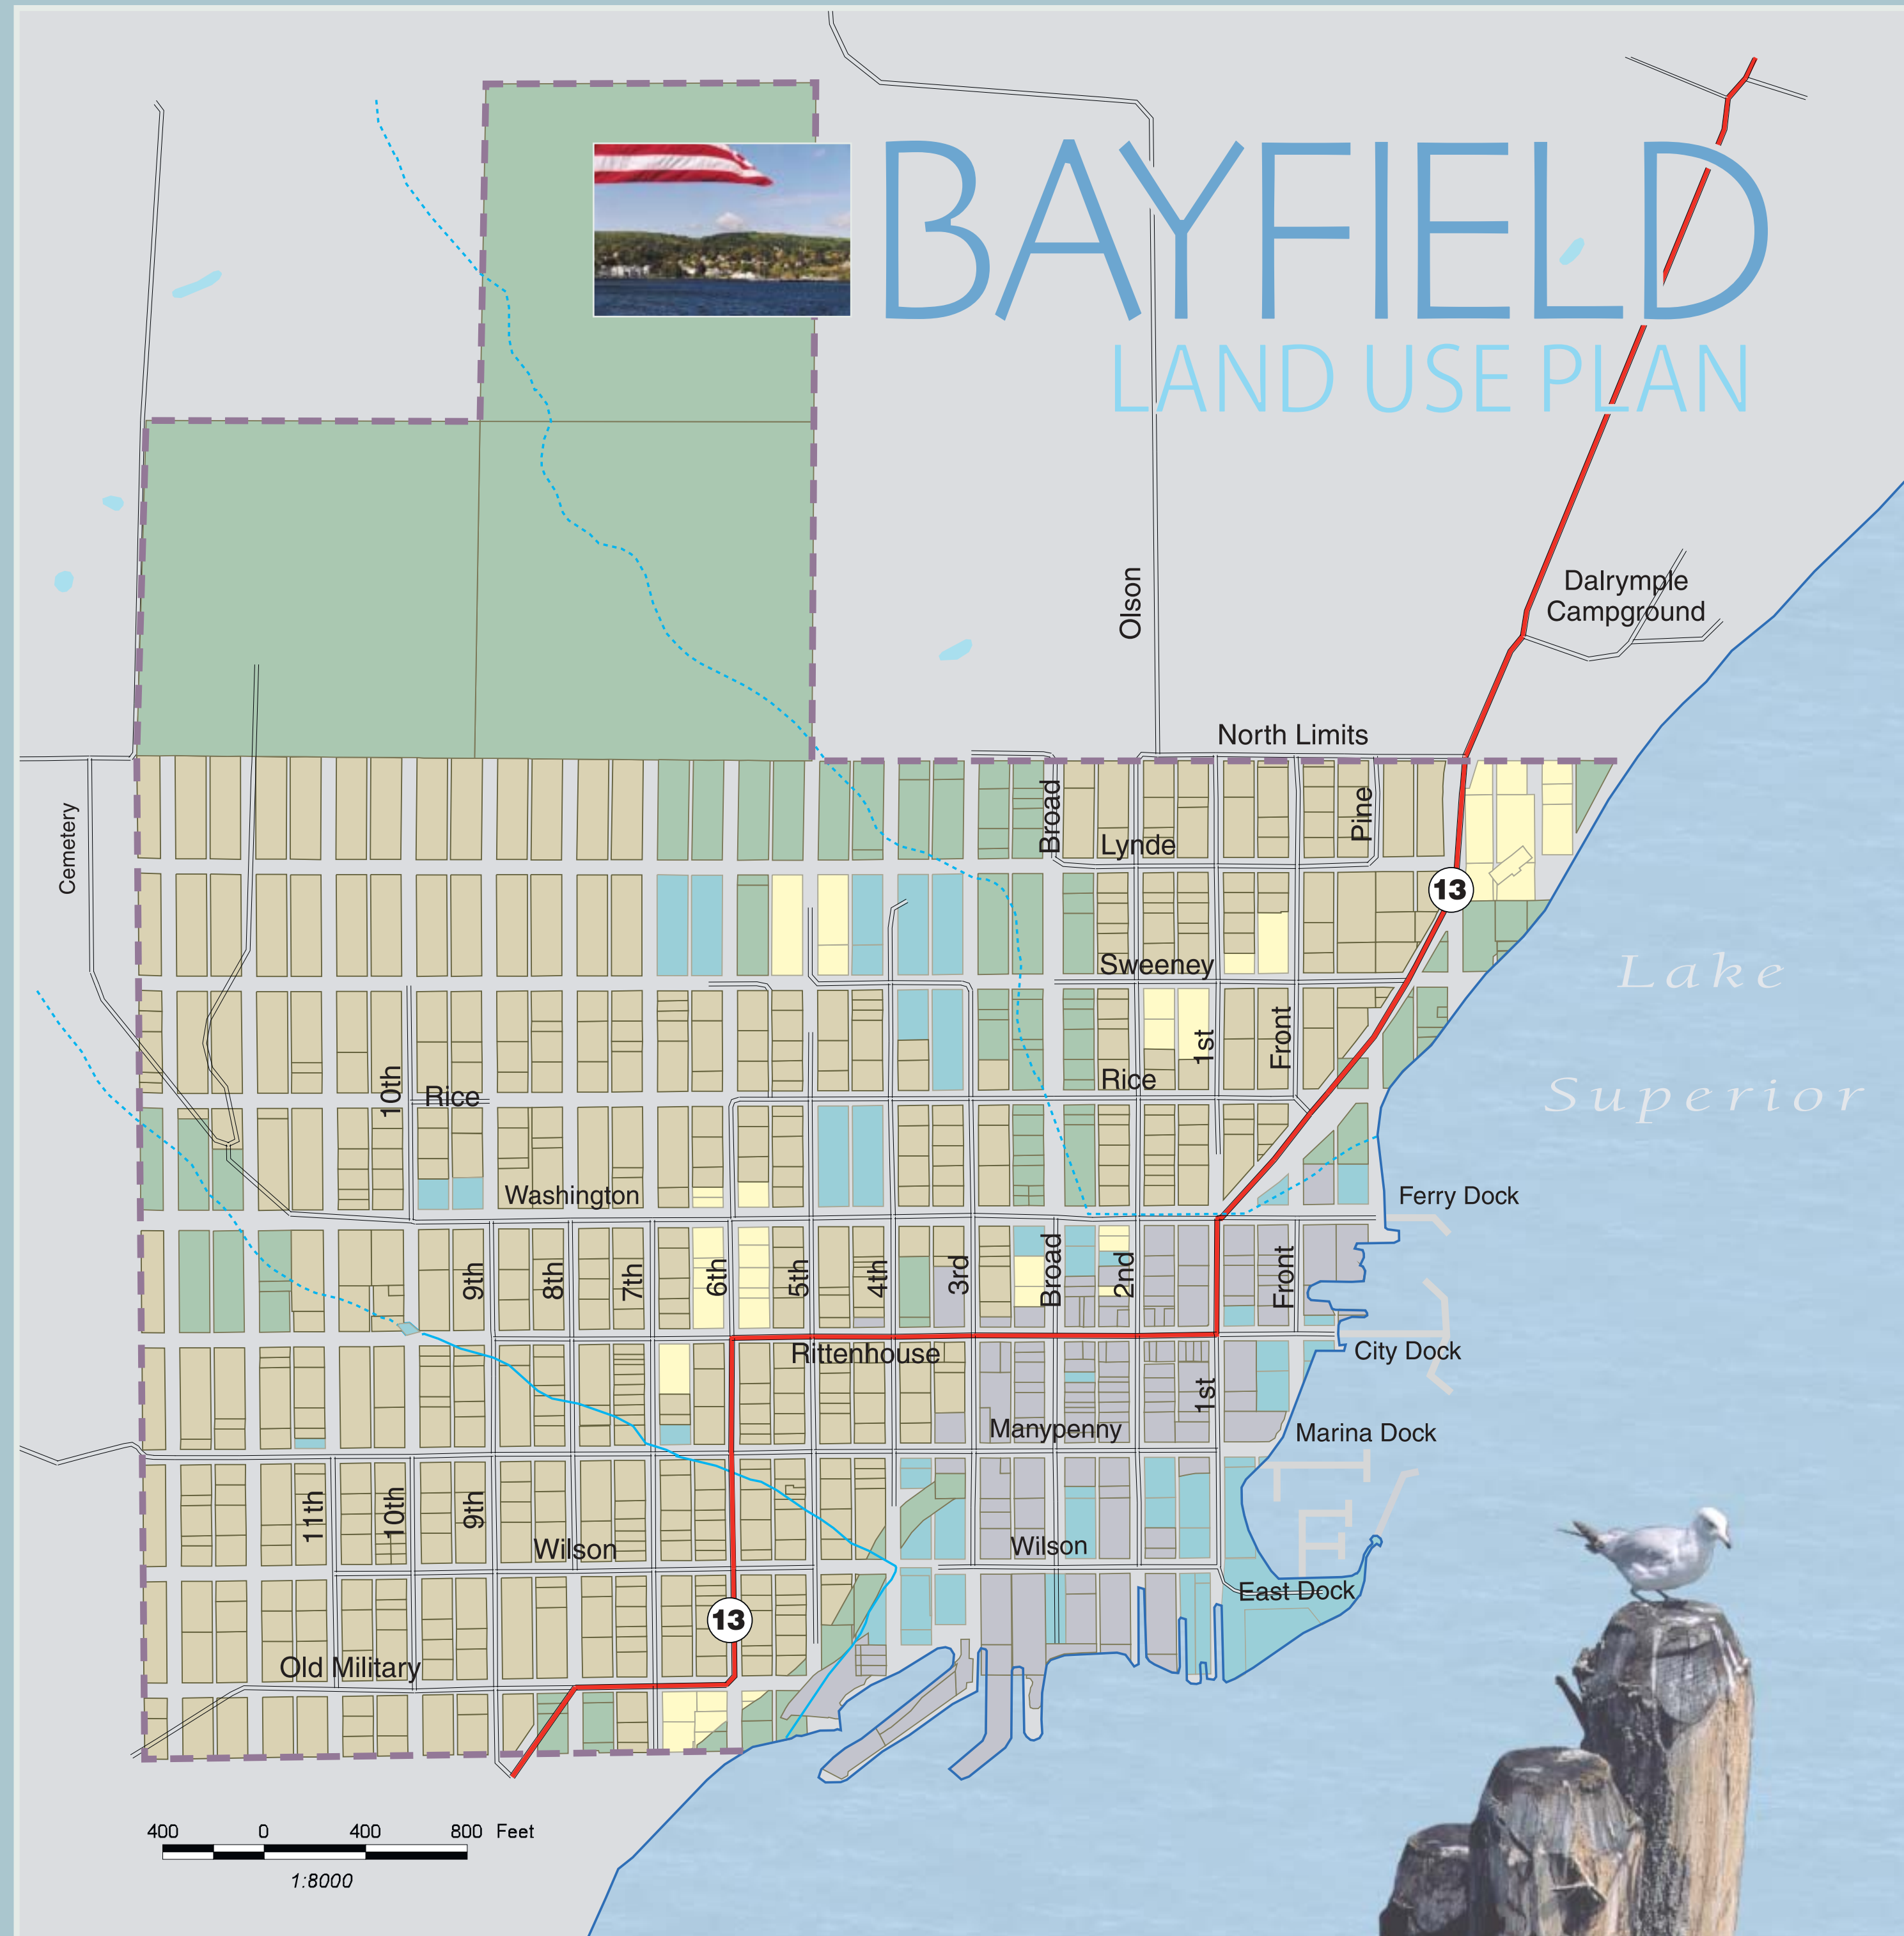 BAYFIELD
LAND USE PLAN
Olson
Dalrymple
Campground
North Limits
Cemetery
Broad
Pine
Lynde
13
Sweeney
Lake
1st
Front
10th
Rice
Rice
Superior
Washington
Ferry Dock
9th
8th
7th
6th
5th
4th
3rd
Broad
2nd
Front
Rittenhouse
City Dock
1st
Manypenny
Marina Dock
11th
10th
9th
Wilson
Wilson
East Dock
13
Old Military
400 0 400 800 Feet
1:8000